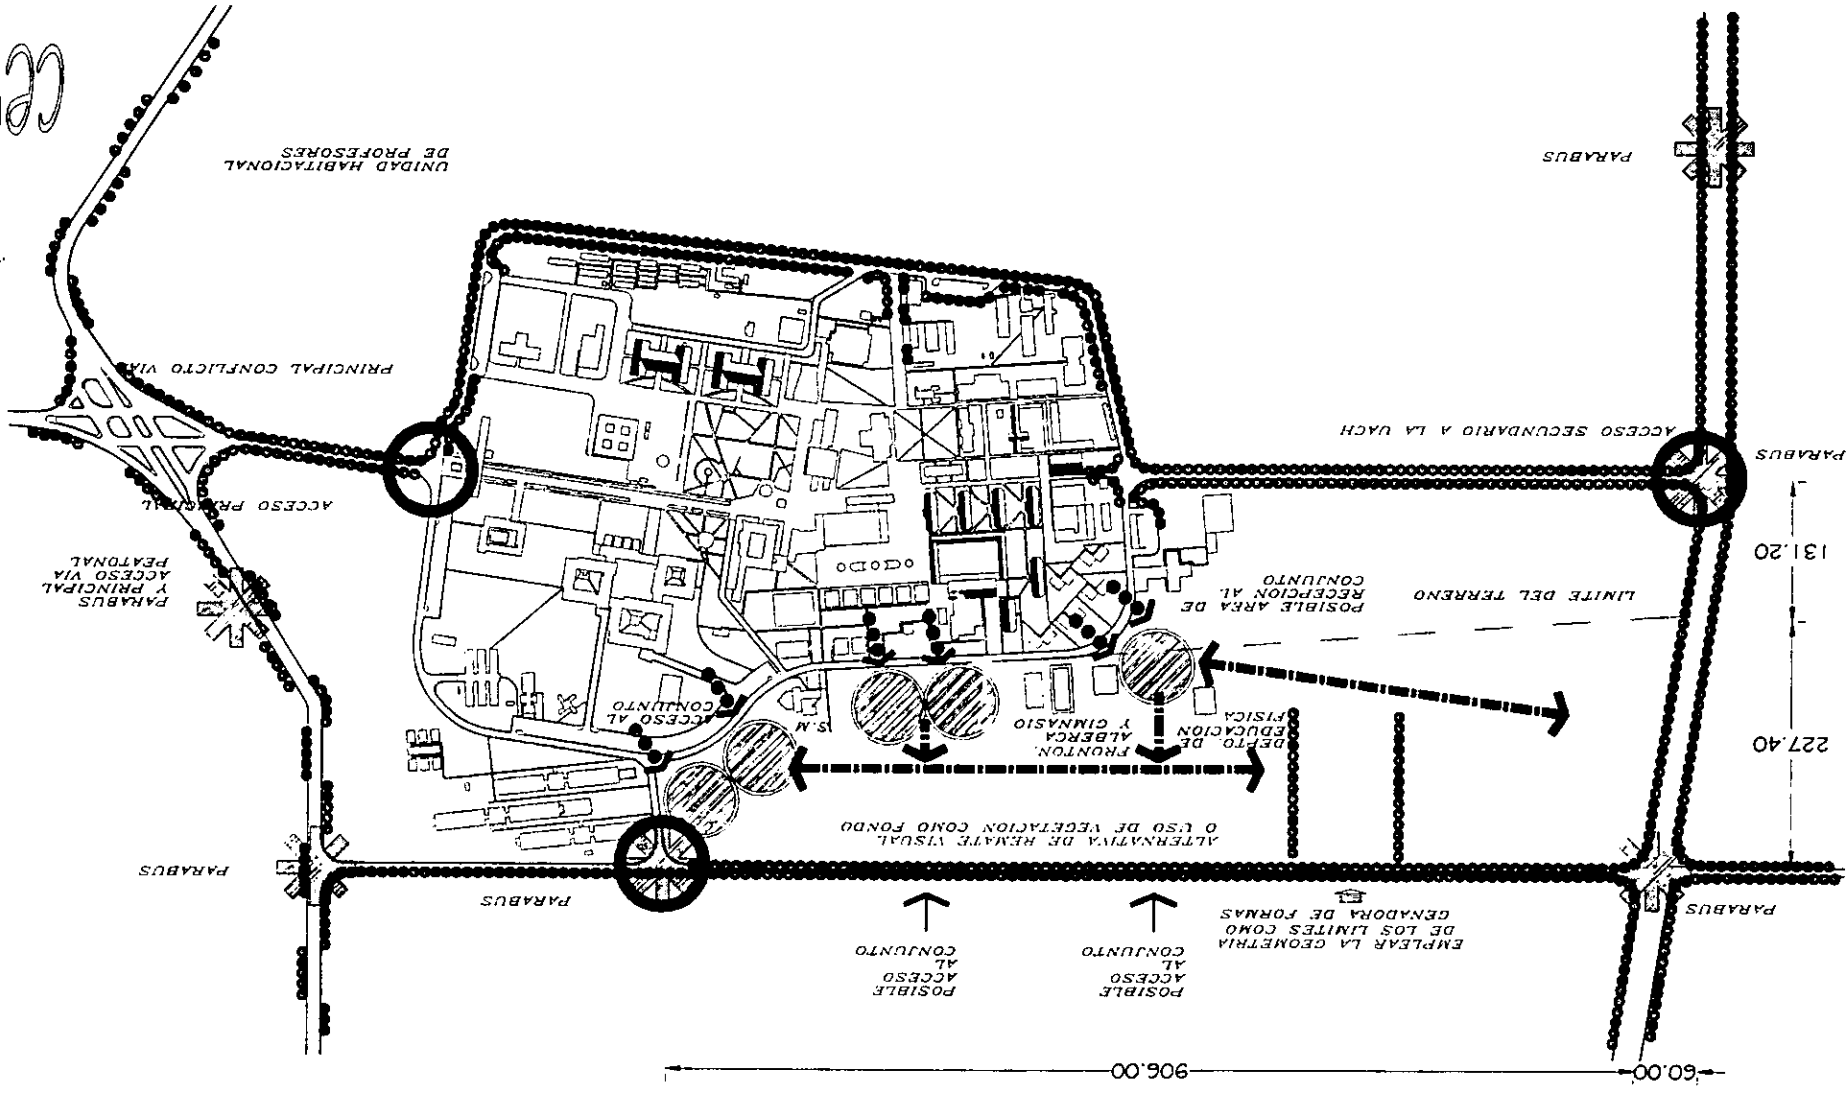 60.00
906.00
POSIBLE
ACCESO
AL
CONJUNTO
POSIBLE
ACCESO
AL
CONJUNTO
EMPLEAR LA GEOMETRIA
DE LOS LIMITES COMO
GENADORA DE FORMAS
PARABUS
PARABUS
PARABUS
ALTERNATIVA DE REMATE VISUAL
O USO DE VEGETACION COMO FONDO
227.40
DEPTO DE
EDUCACION
FISICA
FRONTON.
ALBERCA
Y GIMNASIO
S.M
ACCESO AL
CONJUNTO
LIMITE DEL TERRENO
POSIBLE AREA DE
RECEPCION AL
CONJUNTO
PARABUS
Y PRINCIPAL
ACCESO VIA
PEATONAL
131.20
ACCESO PRINCIPAL
PARABUS
ACCESO SECUNDARIO A LA UACH
PRINCIPAL CONFLICTO VIA
PARABUS
UNIDAD HABITACIONAL
DE PROFESORES